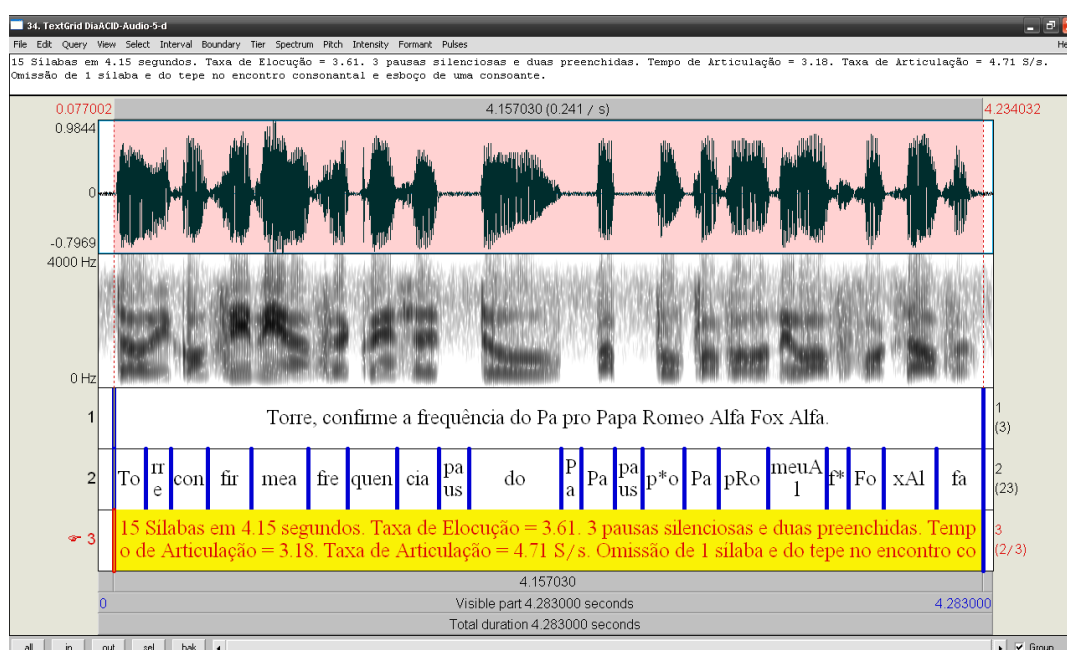 34. TextGrid DiaACID-Audio-5-d
File Edit Query View Select Interval Boundary Tier Spectrum Pitch Intensity Formant Pulses He
15 Sílabas em 4.15 segundos. Taxa de Elocução = 3.61. 3 pausas silenciosas e duas preenchidas. Tempo de Articulação = 3.18. Taxa de Articulação = 4.71 S/s.
Omissão de 1 sílaba e do tepe no encontro consonantal e esboço de uma consoante.
0.077002 4.157030 (0.241 / s) 4.234032
0.9844
0
-0.7969
4000 Hz
0 Hz
1 Torre, confirme a frequência do Pa pro Papa Romeo Alfa Fox Alfa. 1
(3)
2 To rre con fir mea fre quen cia paus do Pa Pa paus p*o Pa pRo meuAl f* Fo xAl fa 2
(23)
3 15 Sílabas em 4.15 segundos. Taxa de Elocução = 3.61. 3 pausas silenciosas e duas preenchidas. Temp 3
o de Articulação = 3.18. Taxa de Articulação = 4.71 S/s. Omissão de 1 sílaba e do tepe no encontro co (2/3)
4.157030
0 Visible part 4.283000 seconds 4.283000
Total duration 4.283000 seconds
all in out sel bak Group